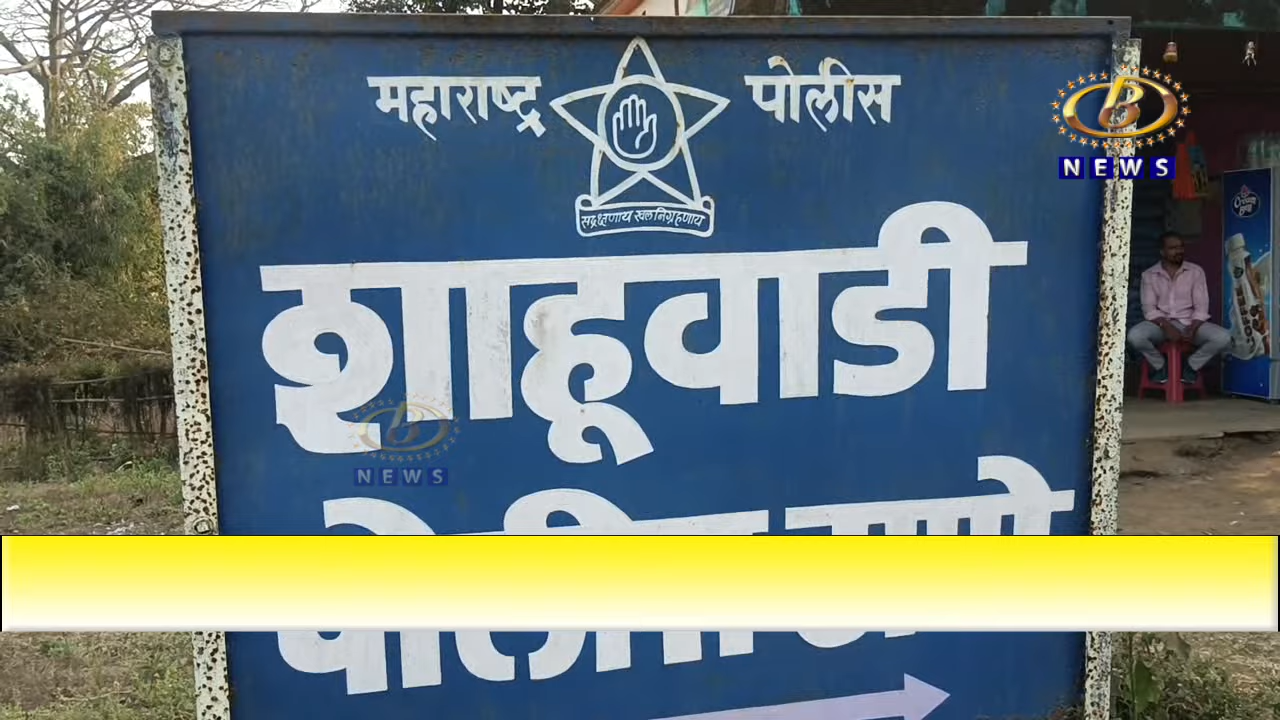 महाराष्ट्र पोलीस
सद्रक्षणाय खलनिग्रहणाय
शाहूवाडी
पोलीस ठाणे
B
NEWS
B
NEWS